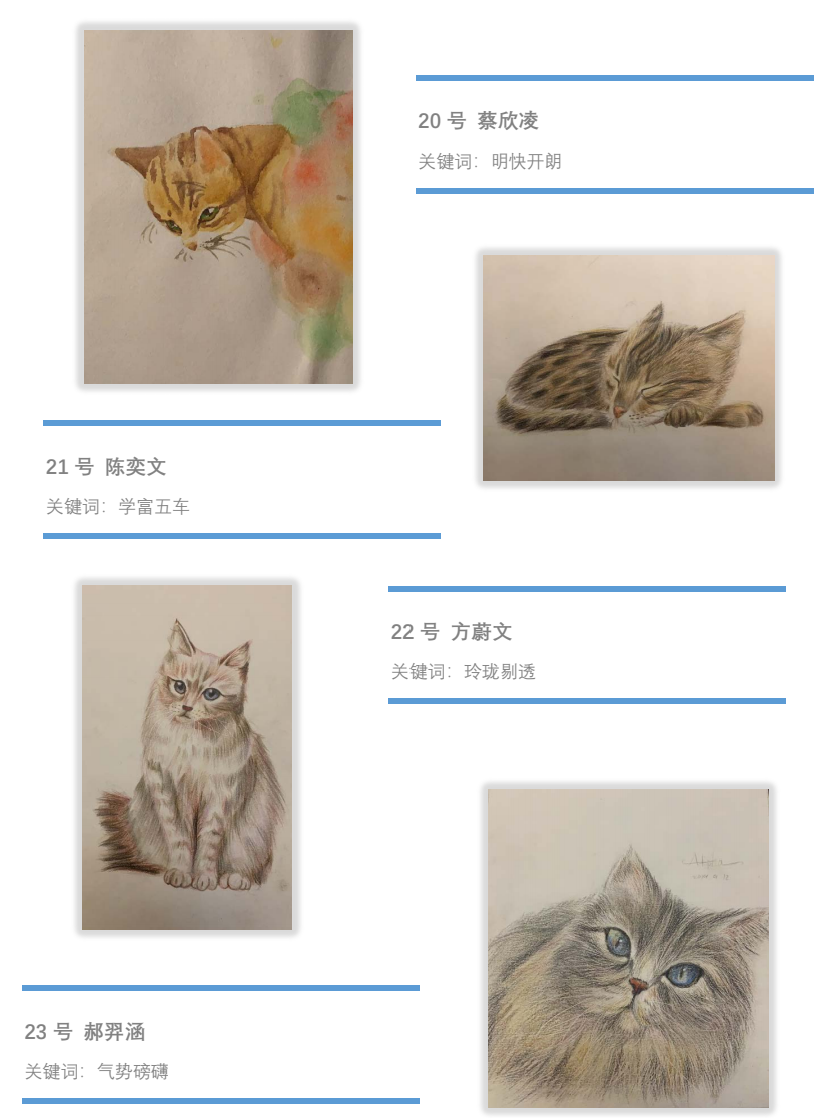 20 号 蔡欣凌
关键词：明快开朗
21 号 陈奕文
关键词：学富五车
22 号 方蔚文
关键词：玲珑剔透
23 号 郝羿涵
关键词：气势磅礴